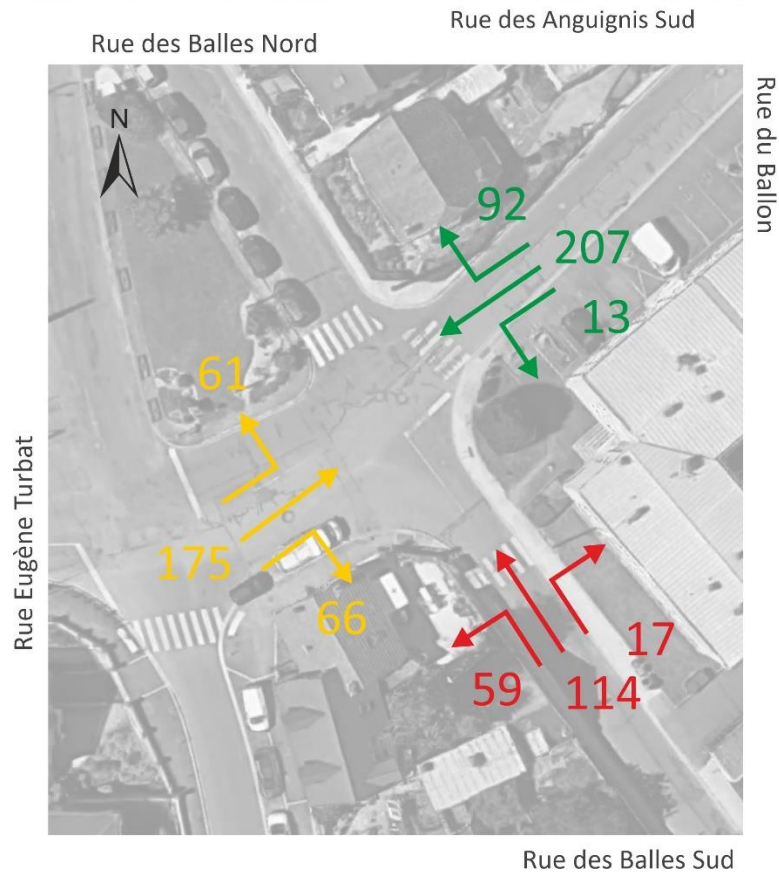 Rue des Anguignis Sud
Rue des Balles Nord
Rue du Ballon
N
92
207
13
61
Rue Eugène Turbat
175
66
17
59
114
Rue des Balles Sud